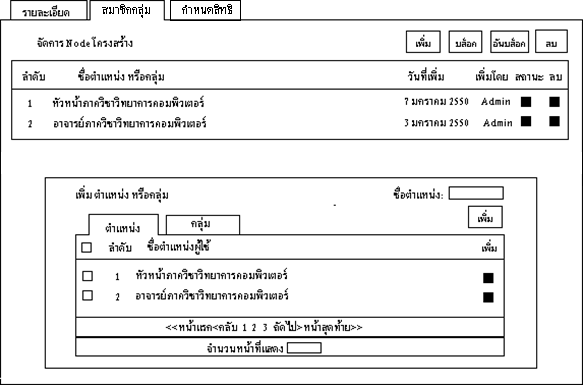 รายละเอียด สมาชิกกลุ่ม กำหนดสิทธิ
จัดการ Node โครงสร้าง เพิ่ม บล็อก อันบล็อก ลบ
ลำดับ ชื่อตำแหน่ง หรือกลุ่ม วันที่เพิ่ม เพิ่มโดย สถานะ ลบ
1 หัวหน้าภาควิชาวิทยาการคอมพิวเตอร์ 7 มกราคม 2550 Admin
2 อาจารย์ภาควิชาวิทยาการคอมพิวเตอร์ 3 มกราคม 2550 Admin
เพิ่ม ตำแหน่ง หรือกลุ่ม ชื่อตำแหน่ง:
เพิ่ม
ตำแหน่ง กลุ่ม
ลำดับ ชื่อตำแหน่งผู้ใช้ เพิ่ม
1 หัวหน้าภาควิชาวิทยาการคอมพิวเตอร์
2 อาจารย์ภาควิชาวิทยาการคอมพิวเตอร์
<<หน้าแรก<กลับ 1 2 3 ถัดไป>หน้าสุดท้าย>>
จำนวนหน้าที่แสดง